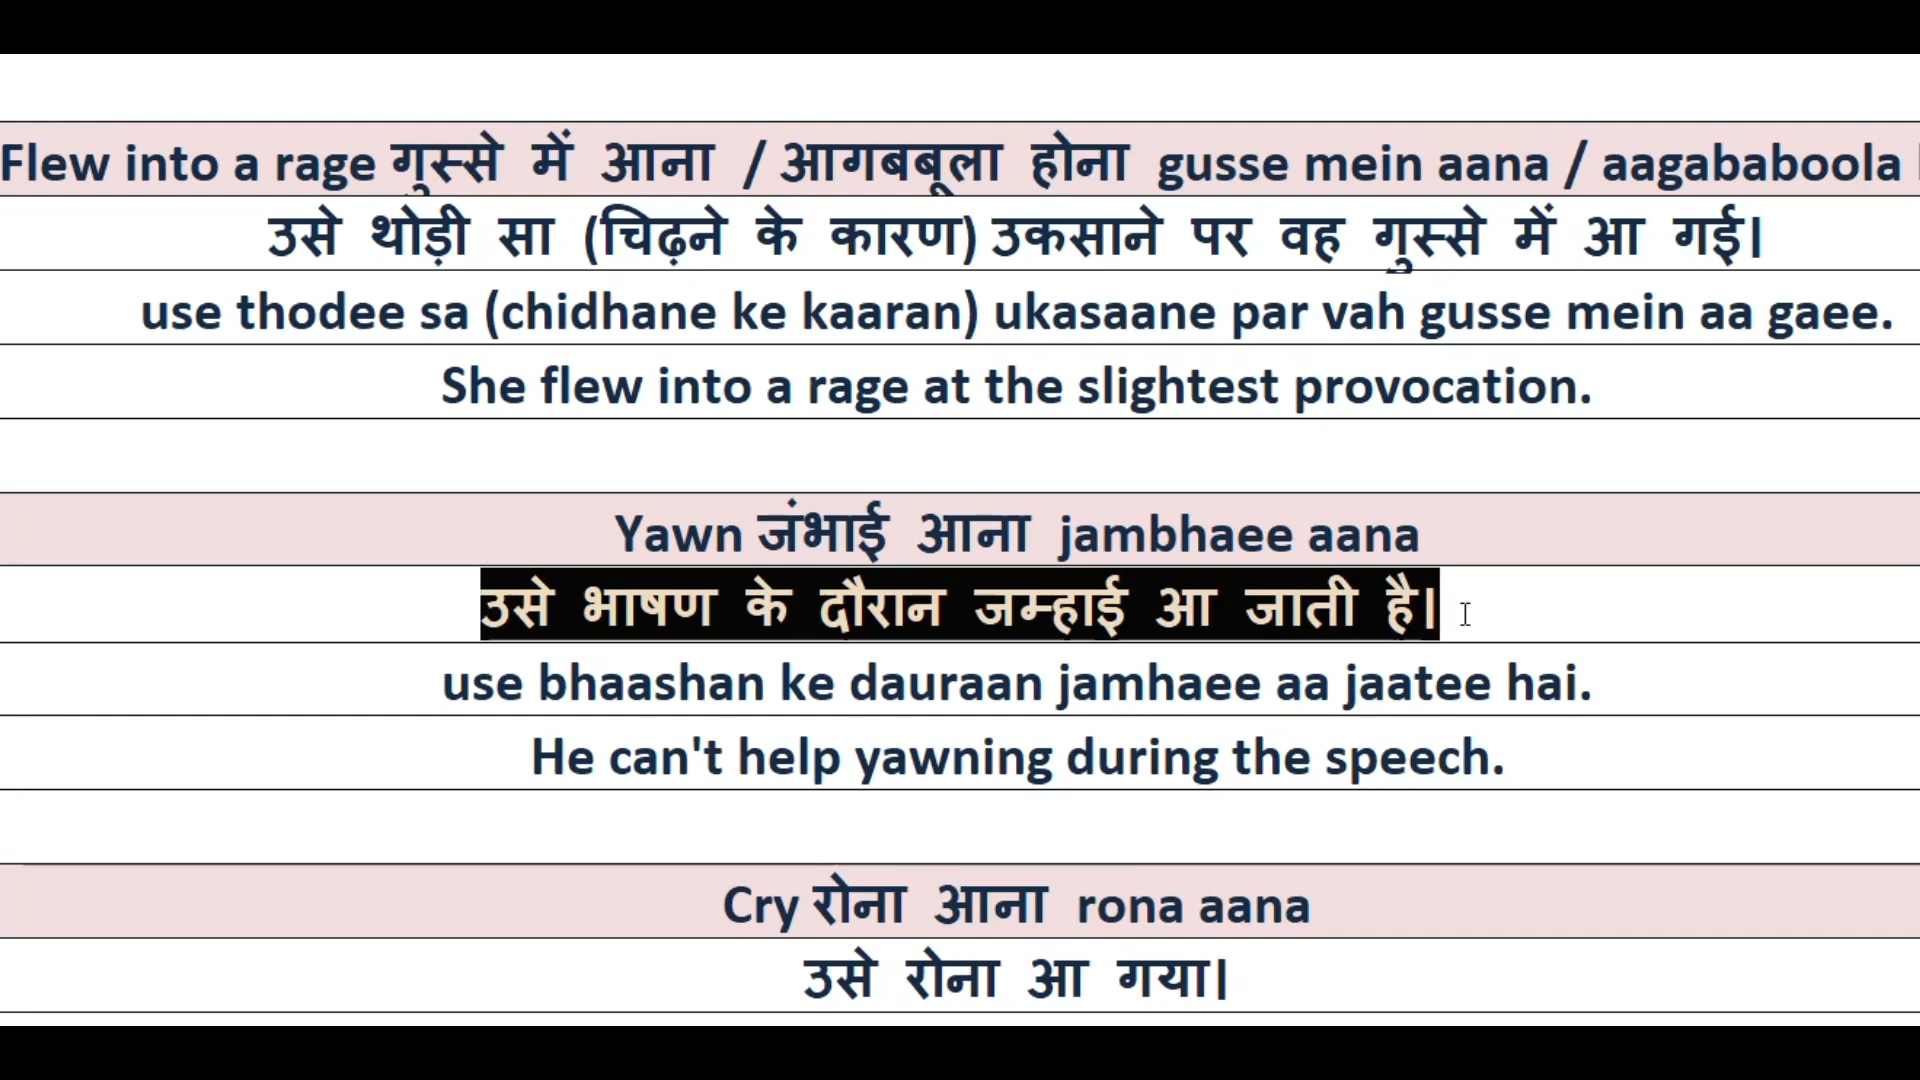 Flew into a rage गुस्से में आना / आगबबूला होना gusse mein aana / aagababoola
उसे थोड़ी सा (चिढ़ने के कारण) उकसाने पर वह गुस्से में आ गई।
use thodee sa (chidhane ke kaaran) ukasaane par vah gusse mein aa gaee.
She flew into a rage at the slightest provocation.
Yawn जंभाई आना jambhaee aana
उसे भाषण के दौरान जम्हाई आ जाती है।
use bhaashan ke dauraan jamhaee aa jaatee hai.
He can't help yawning during the speech.
Cry रोना आना rona aana
उसे रोना आ गया।